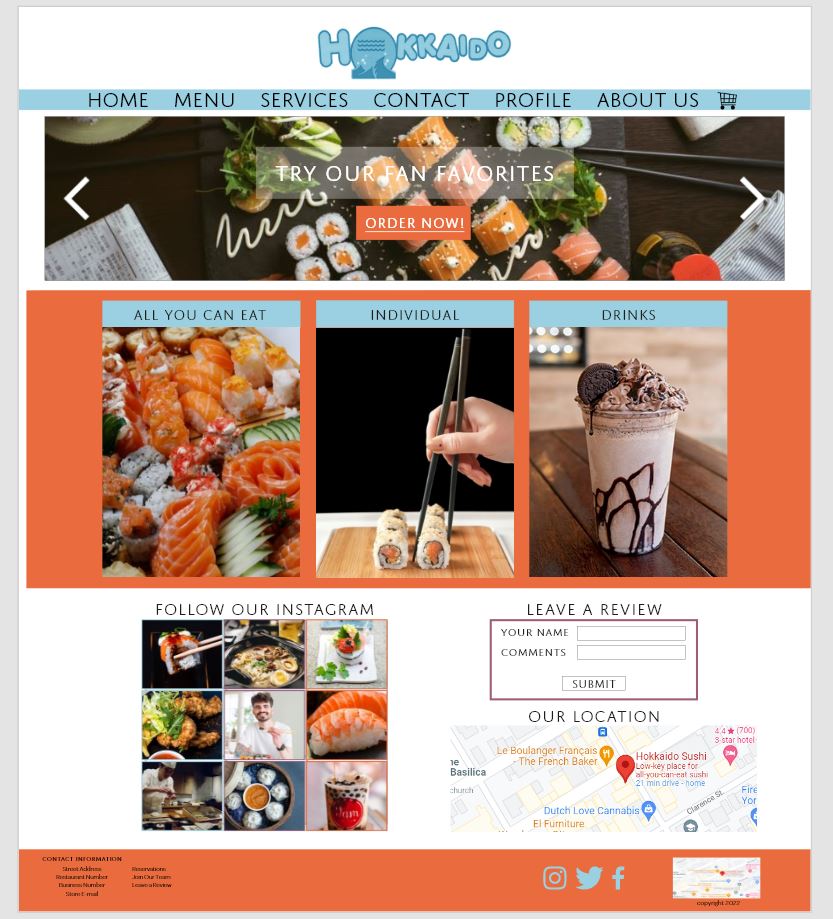 HOKKAIDO
HOME MENU SERVICES CONTACT PROFILE ABOUT US
TRY OUR FAN FAVORITES
ORDER NOW!
ALL YOU CAN EAT
INDIVIDUAL
DRINKS
FOLLOW OUR INSTAGRAM
LEAVE A REVIEW
YOUR NAME
COMMENTS
SUBMIT
OUR LOCATION
4.4★ (700)
3-star hotel
Le Boulanger Français
- The French Baker
Hokkaido Sushi
Low-key place for
all-you-can-eat sushi
21 min drive - home
Basilica
church
Clarence St.
Dutch Love Cannabis
El Furniture
CONTACT INFORMATION
Street Address
Restaurant Number
Business Number
Store E-mail
Reservations
Join Our Team
Leave a Review
copyright 2022